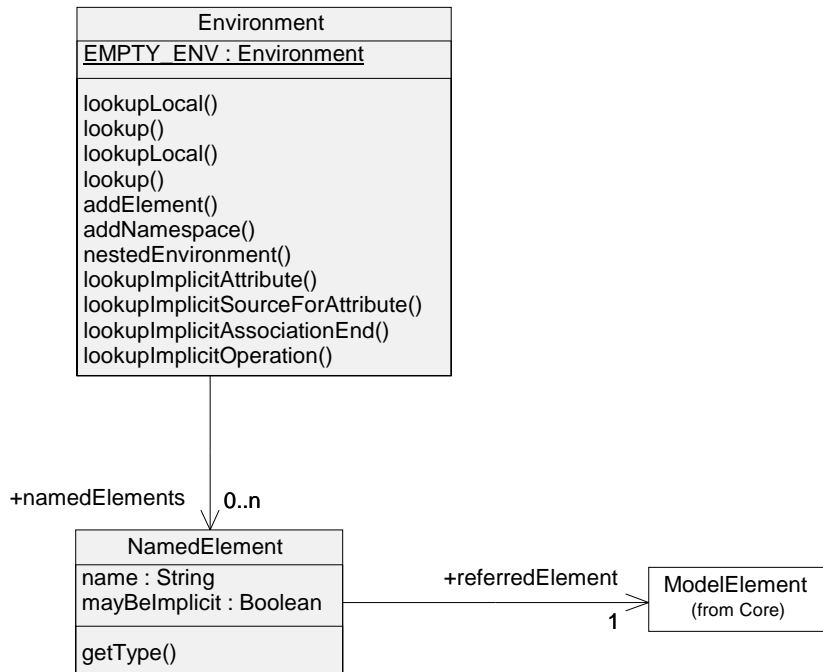 Environment
EMPTY_ENV : Environment
lookupLocal()
lookup()
lookupLocal()
lookup()
addElement()
addNamespace()
nestedEnvironment()
lookupImplicitAttribute()
lookupImplicitSourceForAttribute()
lookupImplicitAssociationEnd()
lookupImplicitOperation()
+namedElements
0..n
NamedElement
name : String
mayBeImplicit : Boolean
getType()
+referredElement
1
ModelElement
(from Core)